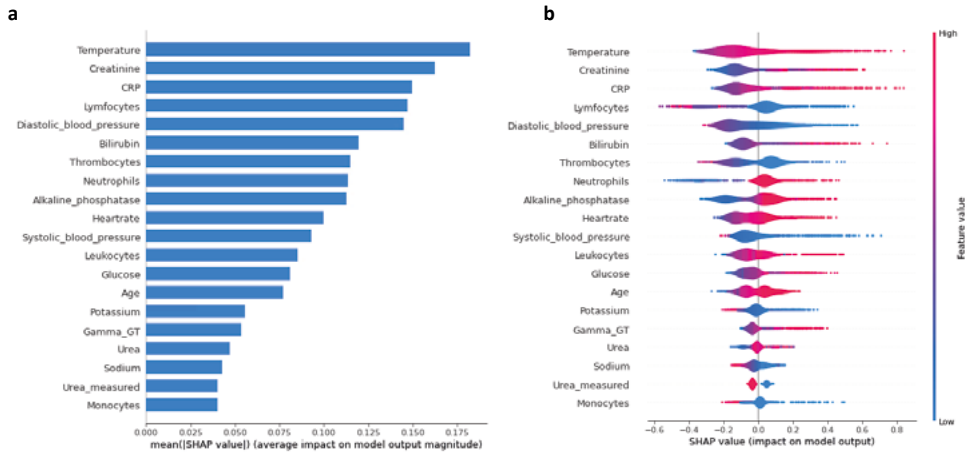 a
Temperature
Creatinine
CRP
Lymfocytes
Diastolic_blood_pressure
Bilirubin
Thrombocytes
Neutrophils
Alkaline_phosphatase
Heartrate
Systolic_blood_pressure
Leukocytes
Glucose
Age
Potassium
Gamma_GT
Urea
Sodium
Urea_measured
Monocytes
0.000 0.025 0.050 0.075 0.100 0.125 0.150 0.175
mean(|SHAP value|) (average impact on model output magnitude)
b
Temperature
Creatinine
CRP
Lymfocytes
Diastolic_blood_pressure
Bilirubin
Thrombocytes
Neutrophils
Alkaline_phosphatase
Heartrate
Systolic_blood_pressure
Leukocytes
Glucose
Age
Potassium
Gamma_GT
Urea
Sodium
Urea_measured
Monocytes
−0.6 −0.4 −0.2 0.0 0.2 0.4 0.6 0.8
SHAP value (impact on model output)
High
Feature value
Low